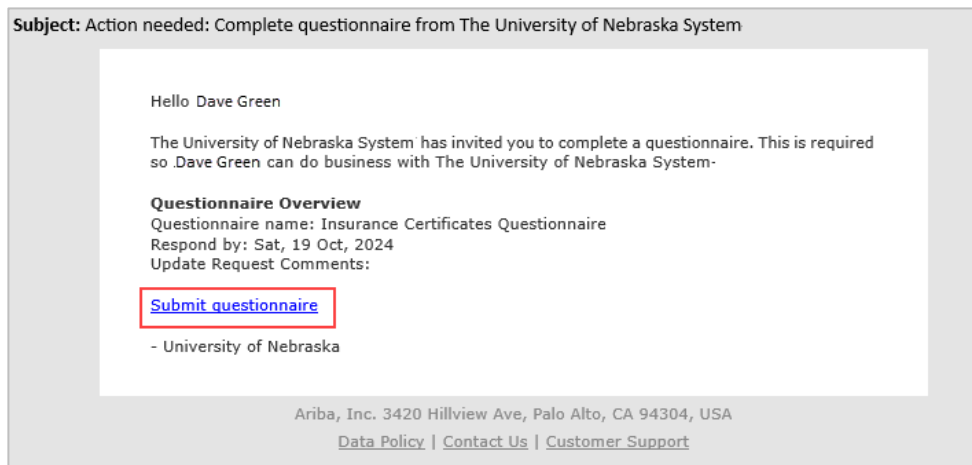 Subject: Action needed: Complete questionnaire from The University of Nebraska System
Hello Dave Green
The University of Nebraska System has invited you to complete a questionnaire. This is required
so .Dave Green can do business with The University of Nebraska System-
Questionnaire Overview
Questionnaire name: Insurance Certificates Questionnaire
Respond by: Sat, 19 Oct, 2024
Update Request Comments:
Submit questionnaire
- University of Nebraska
Ariba, Inc. 3420 Hillview Ave, Palo Alto, CA 94304, USA
Data Policy | Contact Us | Customer Support